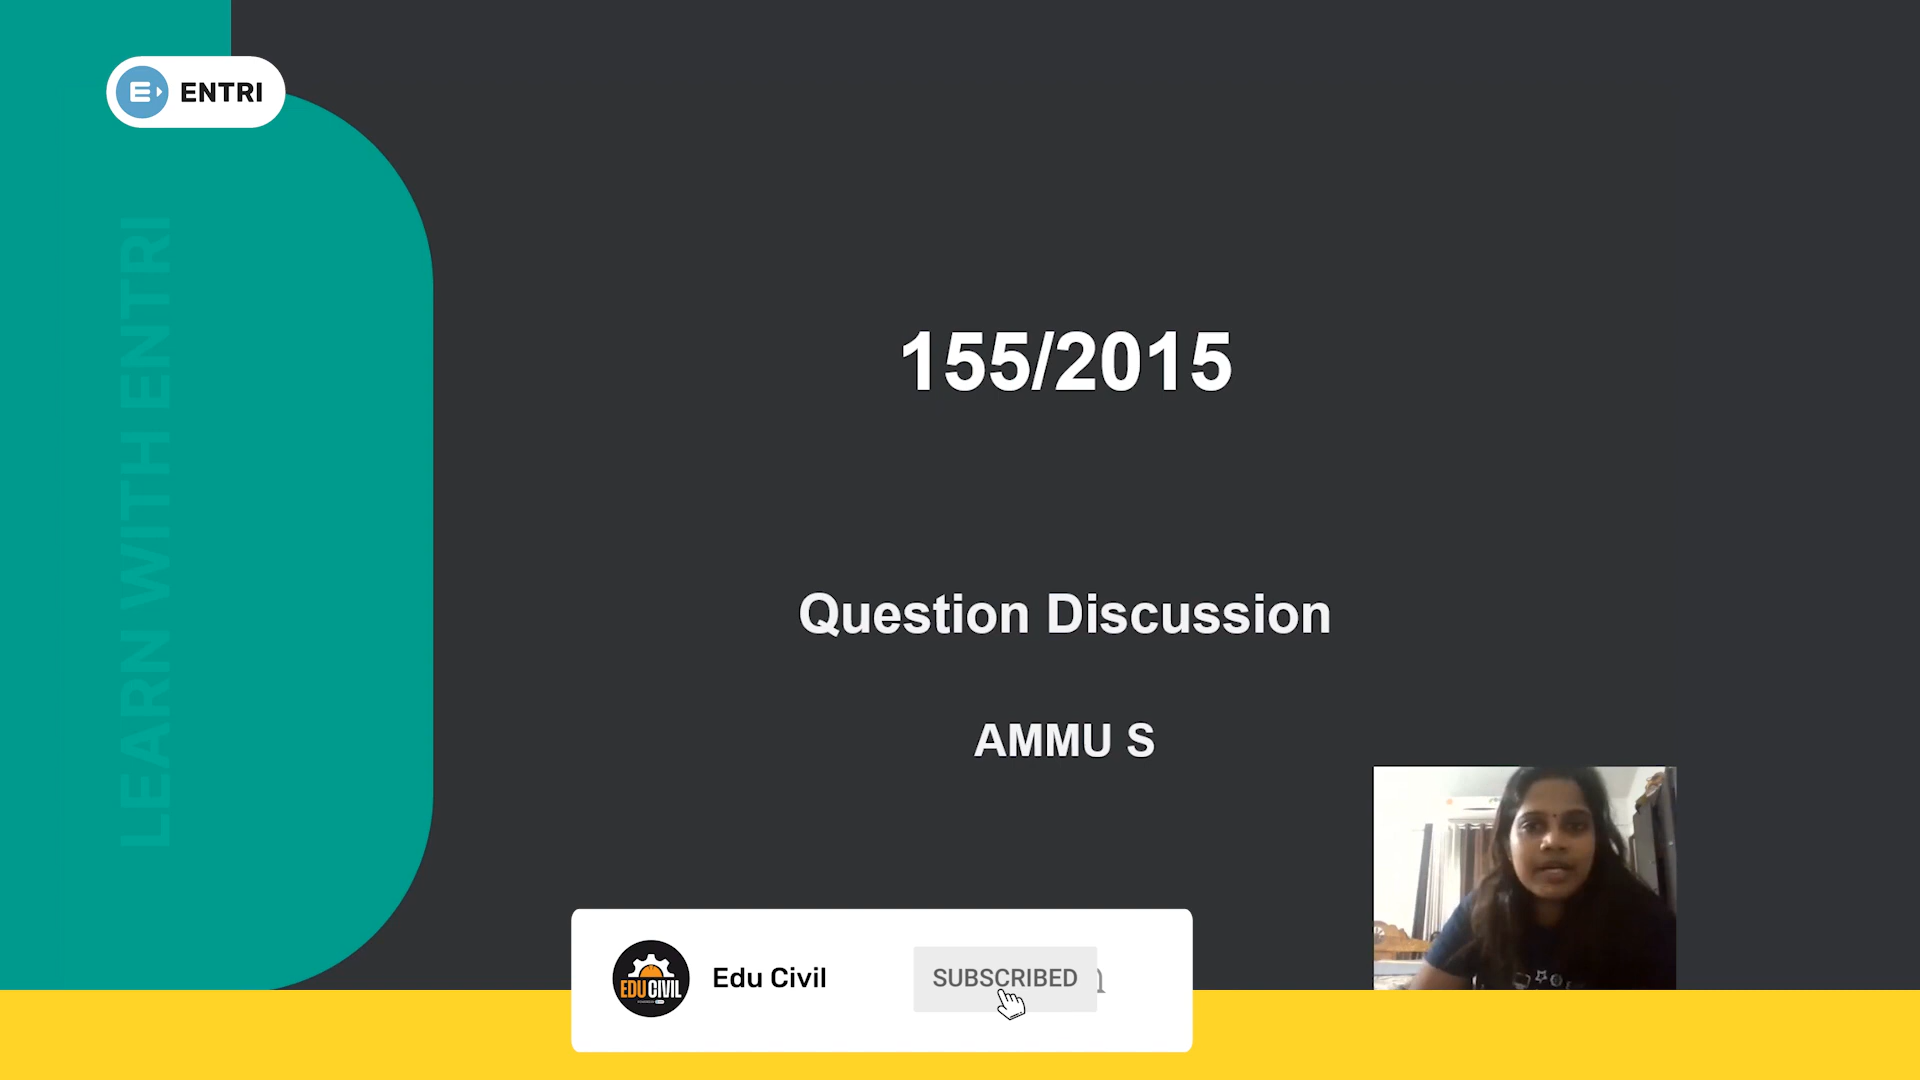 ENTRI
LEARN WITH ENTRI
155/2015
Question Discussion
AMMU S
EDU CIVIL
Edu Civil
SUBSCRIBED